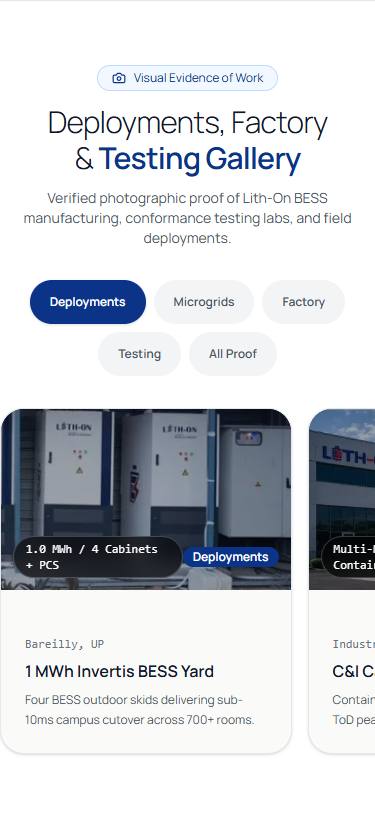 Visual Evidence of Work
Deployments, Factory
& Testing Gallery
Verified photographic proof of Lith-On BESS
manufacturing, conformance testing labs, and field
deployments.
Deployments
Microgrids
Factory
Testing
All Proof
LITH-ON
LITH-ON
1.0 MWh / 4 Cabinets
+ PCS
Deployments
Bareilly, UP
1 MWh Invertis BESS Yard
Four BESS outdoor skids delivering sub-
10ms campus cutover across 700+ rooms.